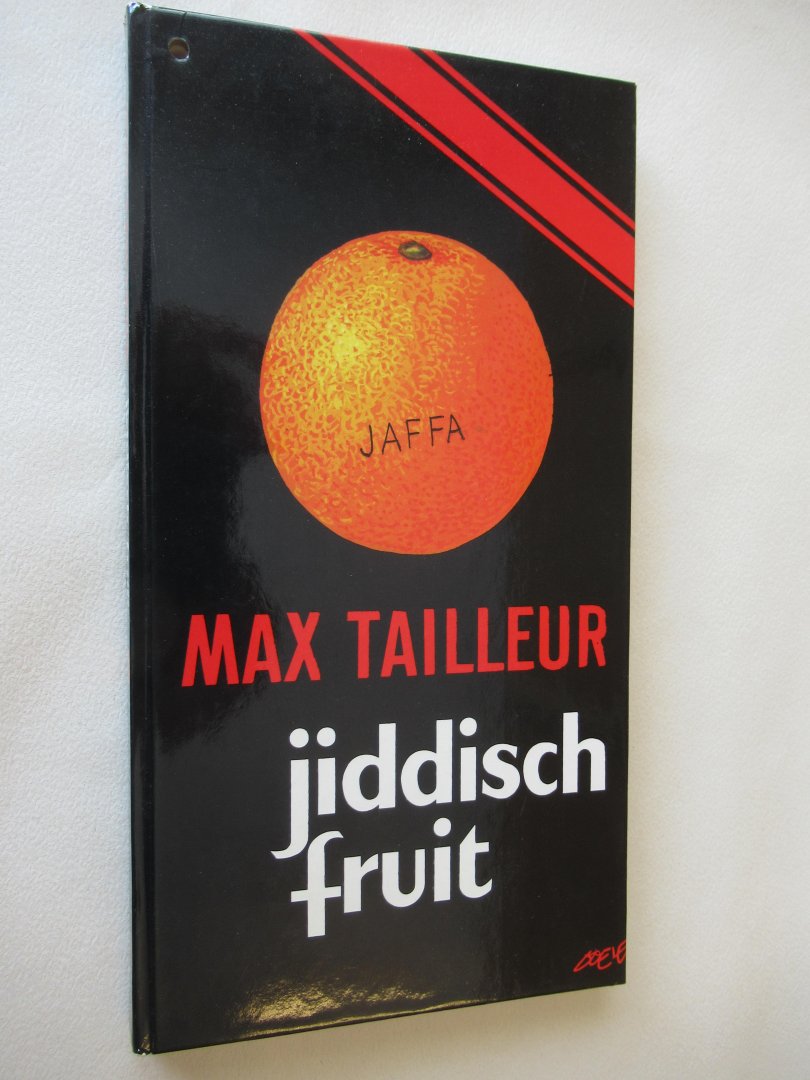 JAFFA
MAX TAILLEUR
jiddisch
fruit